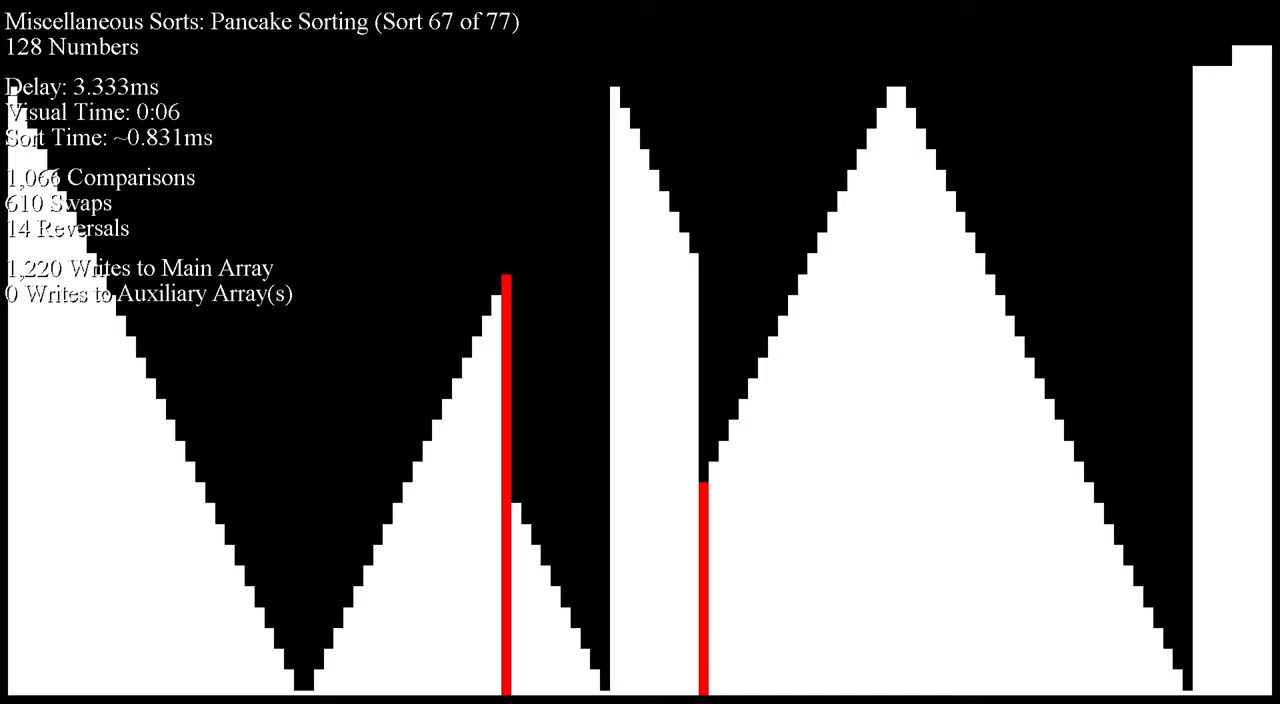 Miscellaneous Sorts: Pancake Sorting (Sort 67 of 77)
128 Numbers
Delay: 3.333ms
Visual Time: 0:06
Sort Time: ~0.831ms
1,066 Comparisons
610 Swaps
14 Reversals
1,220 Writes to Main Array
0 Writes to Auxiliary Array(s)